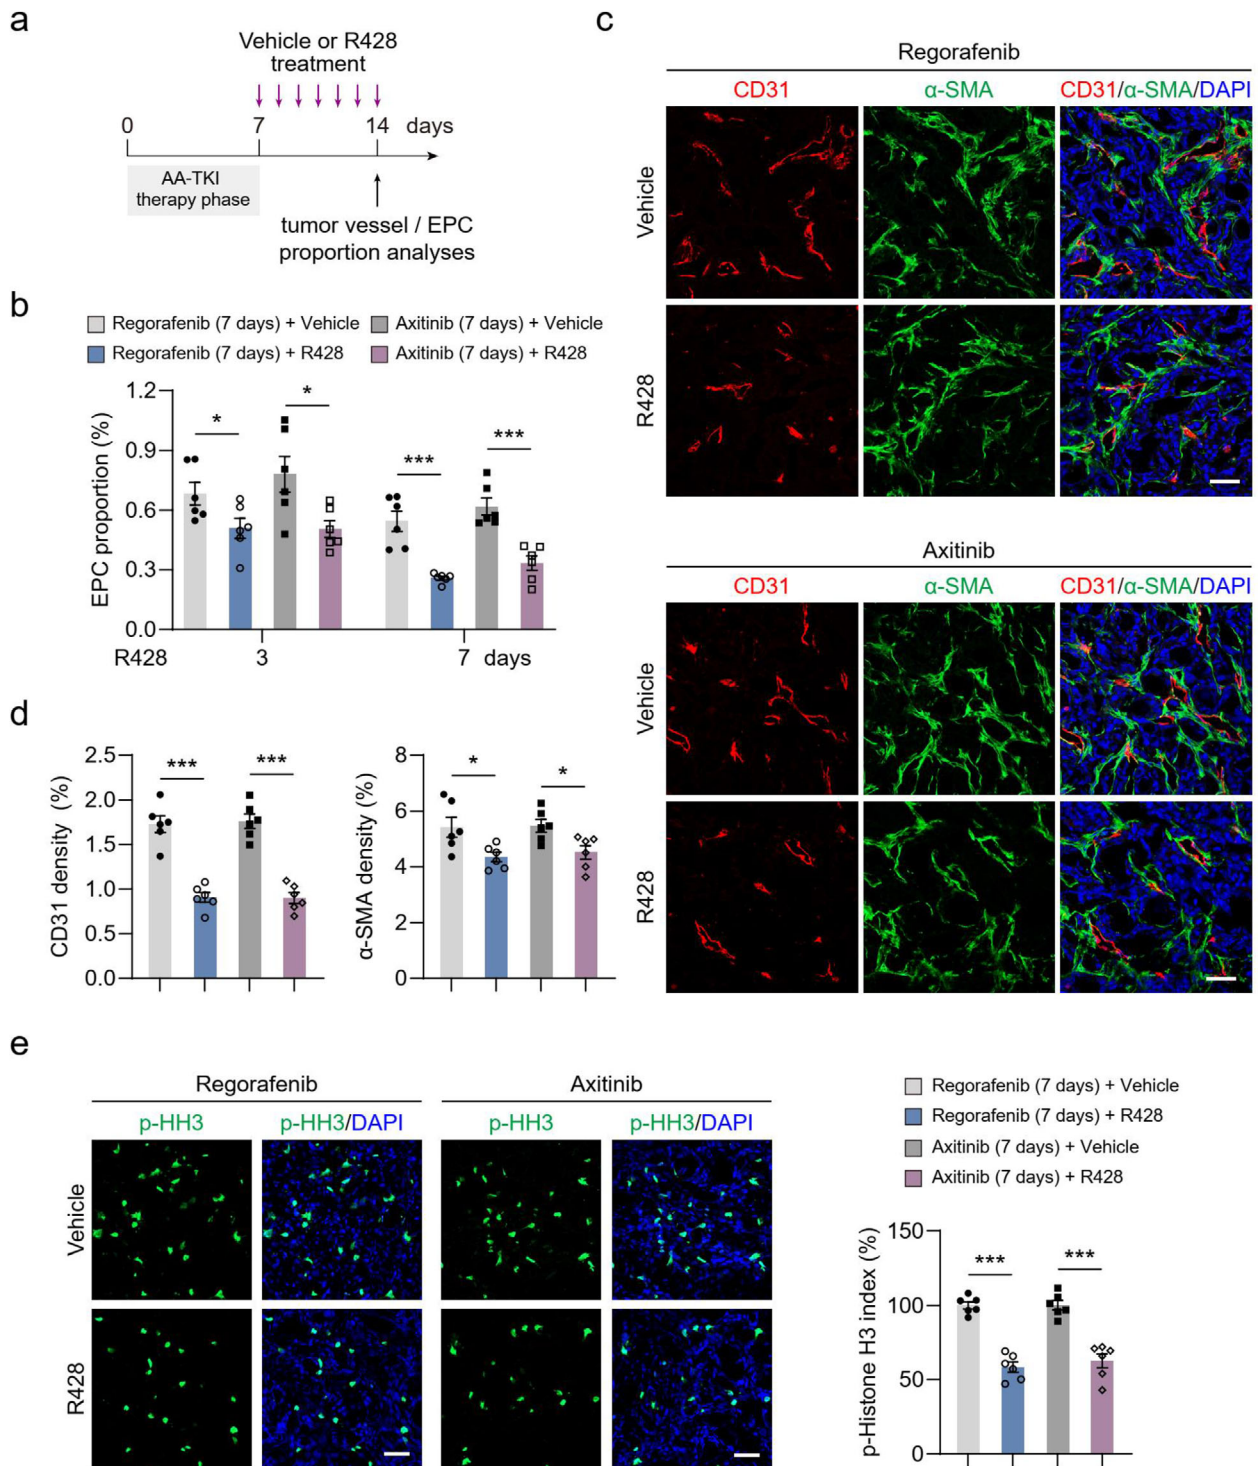 a
Vehicle or R428
treatment
0 7 14 days
AA-TKI
therapy phase
tumor vessel / EPC
proportion analyses
b
Regorafenib (7 days) + Vehicle
Axitinib (7 days) + Vehicle
Regorafenib (7 days) + R428
Axitinib (7 days) + R428
EPC proportion (%)
1.2
0.9
0.6
0.3
0.0
*
*
***
***
R428 3 7 days
c
Regorafenib
CD31 α-SMA CD31/α-SMA/DAPI
Vehicle
R428
Axitinib
CD31 α-SMA CD31/α-SMA/DAPI
Vehicle
R428
d
CD31 density (%)
2.5
2.0
1.5
1.0
0.5
0.0
***
***
α-SMA density (%)
8
6
4
2
0
*
*
e
Regorafenib Axitinib
p-HH3 p-HH3/DAPI p-HH3 p-HH3/DAPI
Vehicle
R428
Regorafenib (7 days) + Vehicle
Regorafenib (7 days) + R428
Axitinib (7 days) + Vehicle
Axitinib (7 days) + R428
p-Histone H3 index (%)
150
100
50
0
***
***